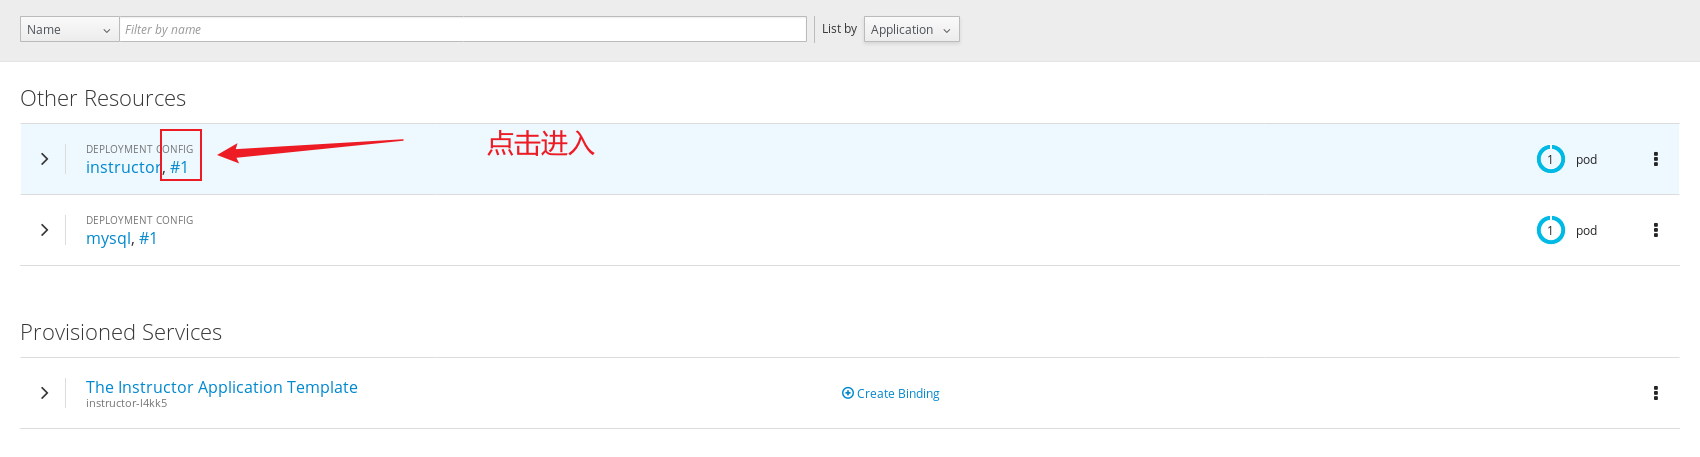 Name Filter by name List by Application
Other Resources
DEPLOYMENT CONFIG
instructor, #1
点击进入
1 pod
DEPLOYMENT CONFIG
mysql, #1
1 pod
Provisioned Services
The Instructor Application Template
instructor-l4kk5
Create Binding